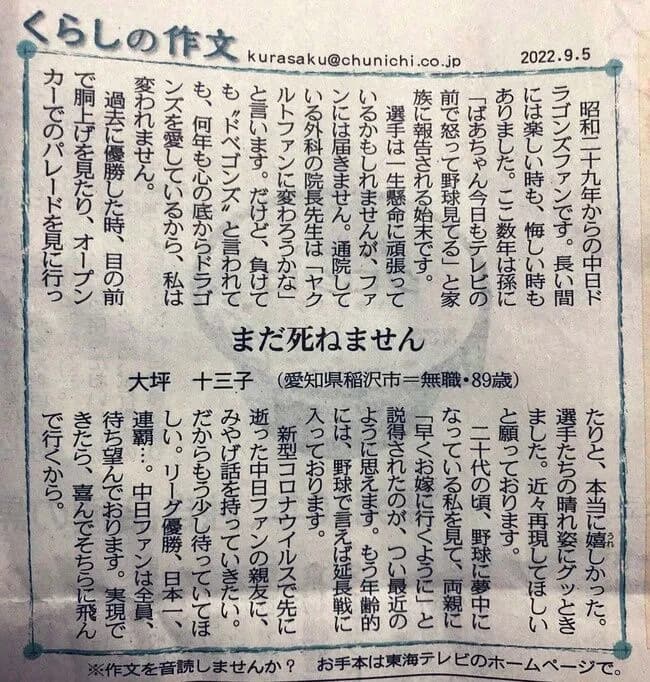 くらしの作文
kurasaku@chunichi.co.jp
2022.9.5
昭和二十九年からの中日ド
ラゴンズファンです。長い間
には楽しい時も、悔しい時も
ありました。ここ数年は孫に
「ばあちゃん今日もテレビの
前で怒って野球見てる」と家
族に報告される始末です。
選手は一生懸命に頑張って
いるかもしれませんが、ファ
ンには届きません。通院して
いる外科の院長先生は「ヤク
ルトファンに変わろうかな」
と言います。だけど、負けて
も〝ドベゴンズ〟と言われて
も、何年も心の底からドラゴ
ンズを愛しているから、私は
変われません。
過去に優勝した時、目の前
で胴上げを見たり、オープン
カーでのパレードを見に行っ
まだ死ねません
大坪 十三子 (愛知県稲沢市=無職・89歳)
たりと、本当に嬉しかった。
うれ
選手たちの晴れ姿にグッとき
ました。近々再現してほしい
と願っております。
二十代の頃、野球に夢中に
なっている私を見て、両親に
「早くお嫁に行くように」と
説得されたのが、つい最近の
ように思えます。もう年齢的
には、野球で言えば延長戦に
入っております。
新型コロナウイルスで先に
逝った中日ファンの親友に、
みやげ話を持っていきたい。
だからもう少し待っていてほ
しい。リーグ優勝、日本一、
連覇…。中日ファンは全員、
待ち望んでおります。実現で
きたら、喜んでそちらに飛ん
で行くから。
※作文を音読しませんか? お手本は東海テレビのホームページで。